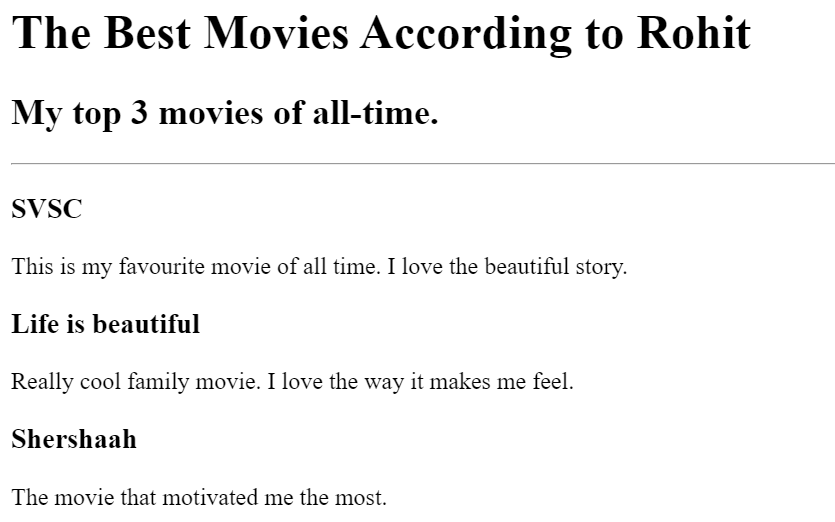 The Best Movies According to Rohit
My top 3 movies of all-time.
SVSC
This is my favourite movie of all time. I love the beautiful story.
Life is beautiful
Really cool family movie. I love the way it makes me feel.
Shershaah
The movie that motivated me the most.